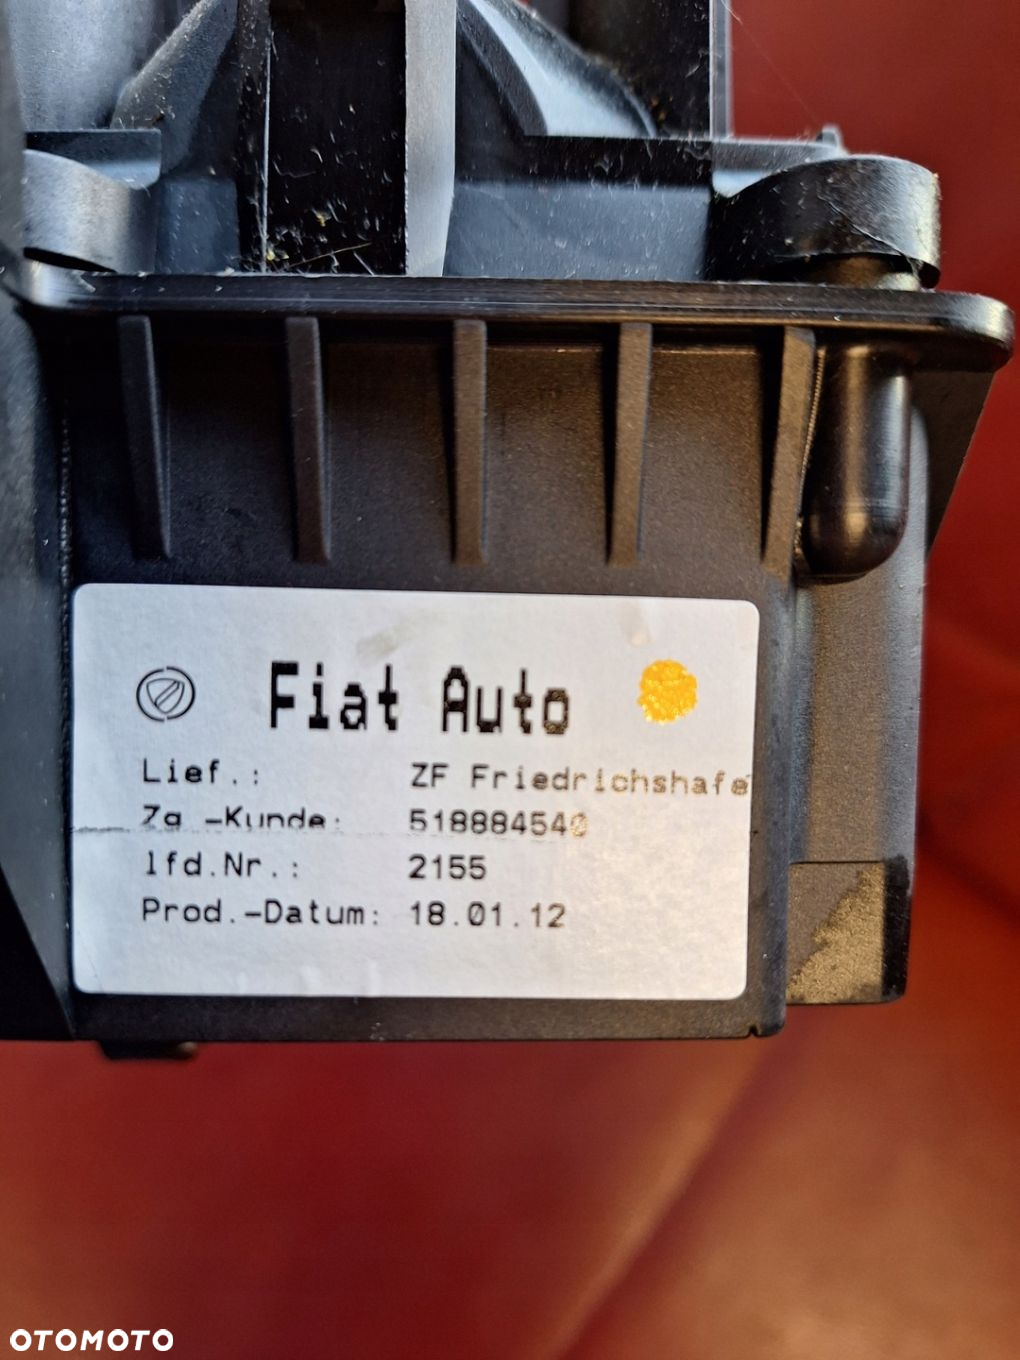 Fiat Auto
Lief.: ZF Friedrichshafe
Zg.-Kunde: 518884540
lfd.Nr.: 2155
Prod.-Datum: 18.01.12
OTOMOTO